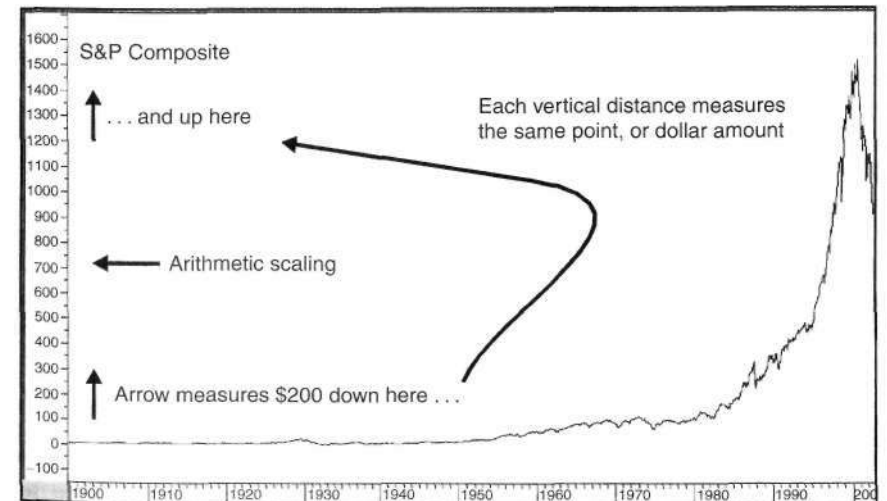 1600
S&P Composite
1500
1400
1300
. . . and up here
Each vertical distance measures
the same point, or dollar amount
1200
1100
1000
900
800
700
Arithmetic scaling
600
500
400
300
200
Arrow measures $200 down here . . .
100
0
-100
1900 1910 1920 1930 1940 1950 1960 1970 1980 1990 200